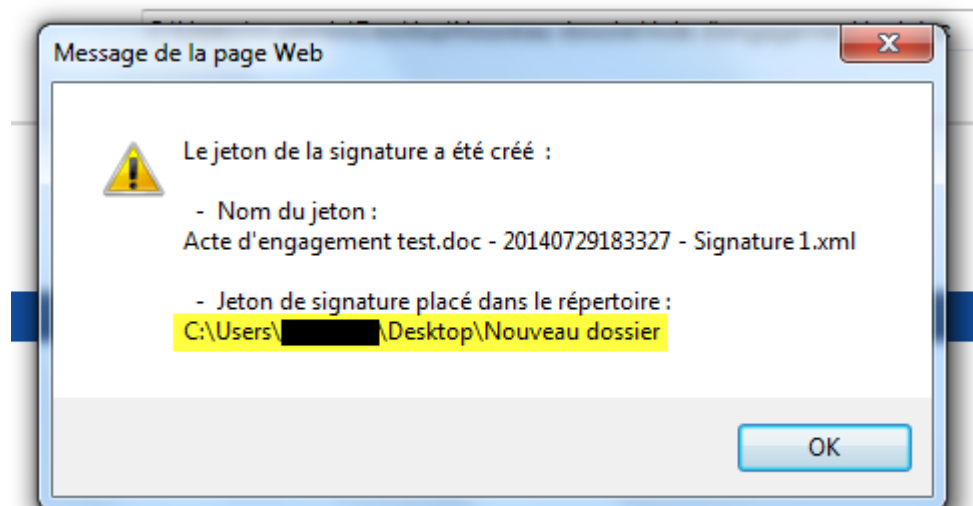 Message de la page Web
Le jeton de la signature a été créé :
- Nom du jeton :
Acte d'engagement test.doc - 20140729183327 - Signature 1.xml
- Jeton de signature placé dans le répertoire :
C:\Users\ \Desktop\Nouveau dossier
OK